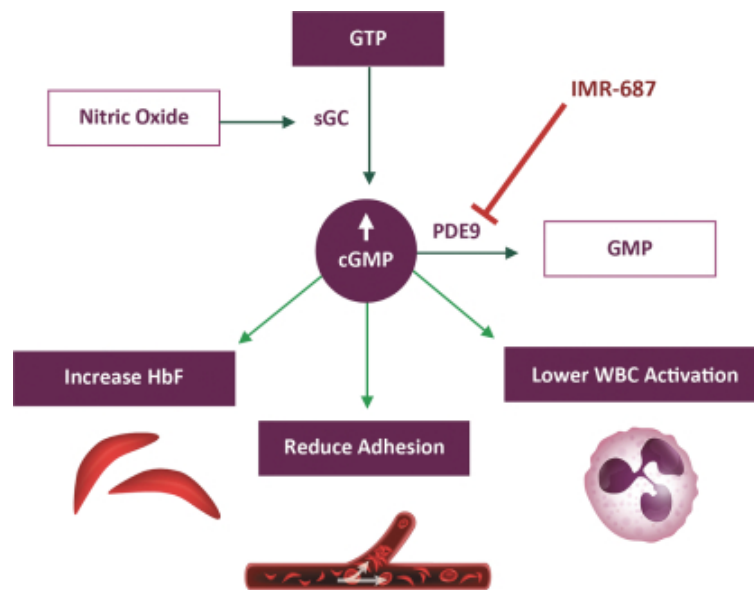 GTP
IMR-687
Nitric Oxide
sGC
PDE9
cGMP
GMP
Increase HbF
Lower WBC Activation
Reduce Adhesion